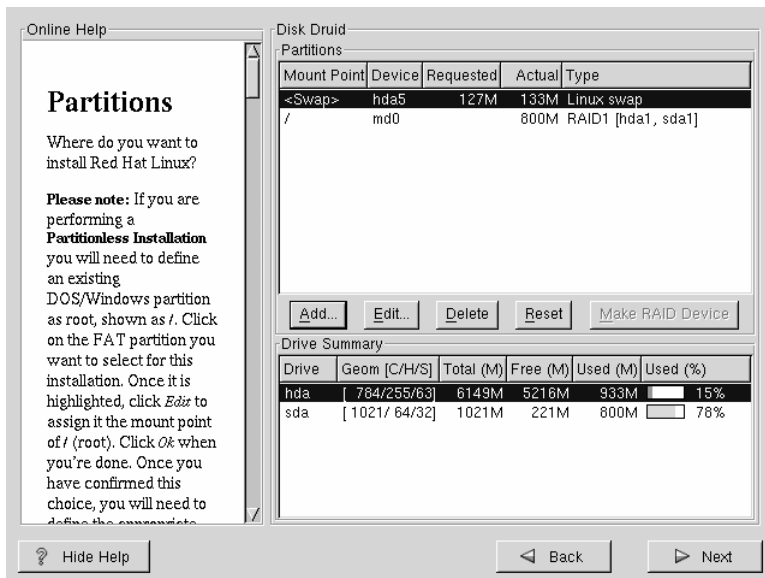 Online Help
Partitions
Where do you want to
install Red Hat Linux?
Please note: If you are
performing a
Partitionless Installation
you will need to define
an existing
DOS/Windows partition
as root, shown as /. Click
on the FAT partition you
want to select for this
installation. Once it is
highlighted, click Edit to
assign it the mount point
of / (root). Click Ok when
you're done. Once you
have confirmed this
choice, you will need to
define the appropriate
Disk Druid
Partitions
Mount Point Device Requested Actual Type
<Swap> hda5 127M 133M Linux swap
/ md0 800M RAID1 [hda1, sda1]
Add... Edit... Delete Reset Make RAID Device
Drive Summary
Drive Geom [C/H/S] Total (M) Free (M) Used (M) Used (%)
hda [ 784/255/63] 6149M 5216M 933M 15%
sda [ 1021/ 64/32] 1021M 221M 800M 78%
Hide Help Back Next